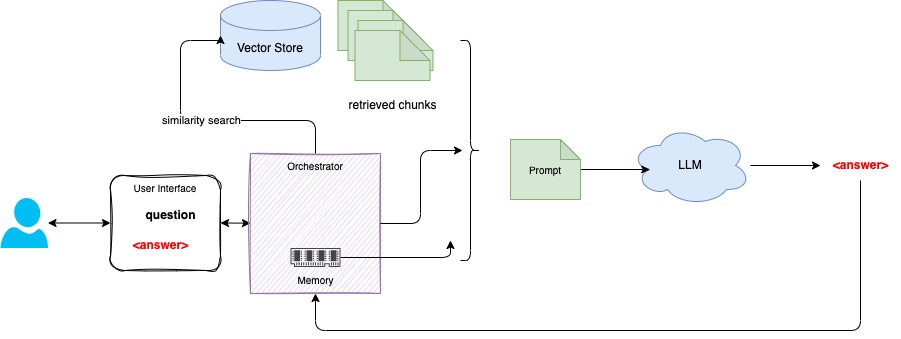 Vector Store
retrieved chunks
similarity search
Orchestrator
User Interface
question
<answer>
Memory
Prompt
LLM
<answer>